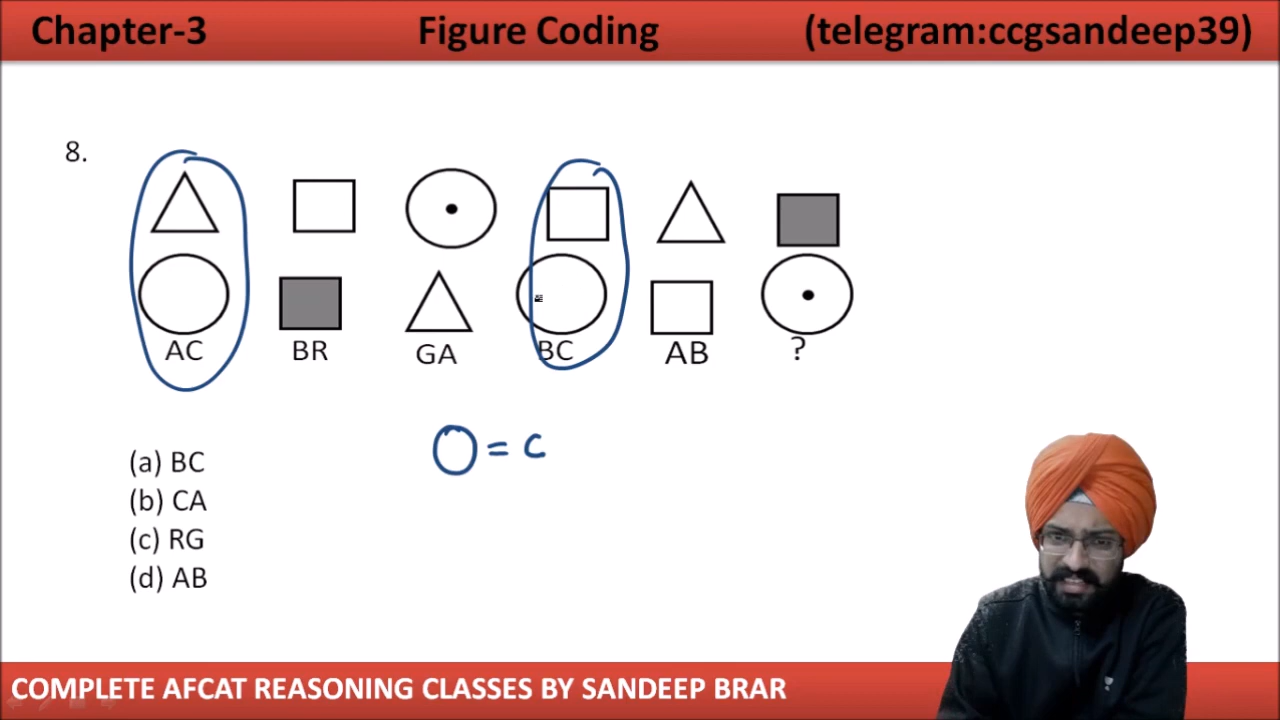 Chapter-3 Figure Coding (telegram:ccgsandeep39)
8.
AC BR GA BC AB ?
O = C
(a) BC
(b) CA
(c) RG
(d) AB
COMPLETE AFCAT REASONING CLASSES BY SANDEEP BRAR